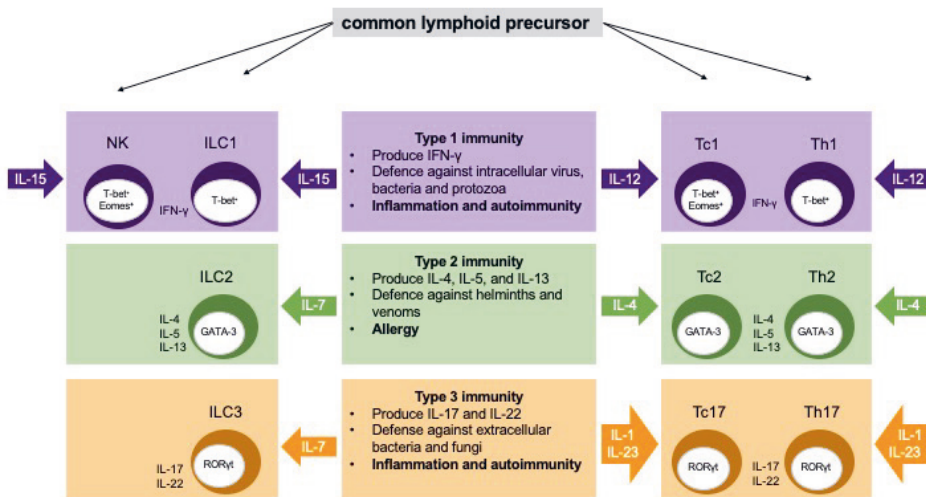 common lymphoid precursor
NK
ILC1
IL-15
T-bet⁺
Eomes⁺
IFN-γ
T-bet⁺
IL-15
Type 1 immunity
• Produce IFN-γ
• Defence against intracellular virus,
bacteria and protozoa
• Inflammation and autoimmunity
IL-12
Tc1
Th1
T-bet⁺
Eomes⁺
IFN-γ
T-bet⁺
IL-12
ILC2
IL-4
IL-5
IL-13
GATA-3
IL-7
Type 2 immunity
• Produce IL-4, IL-5, and IL-13
• Defence against helminths and
venoms
• Allergy
IL-4
Tc2
Th2
GATA-3
IL-4
IL-5
IL-13
GATA-3
IL-4
ILC3
IL-17
IL-22
RORγt
IL-7
Type 3 immunity
• Produce IL-17 and IL-22
• Defense against extracellular
bacteria and fungi
• Inflammation and autoimmunity
IL-1
IL-23
Tc17
Th17
RORγt
IL-17
IL-22
RORγt
IL-1
IL-23